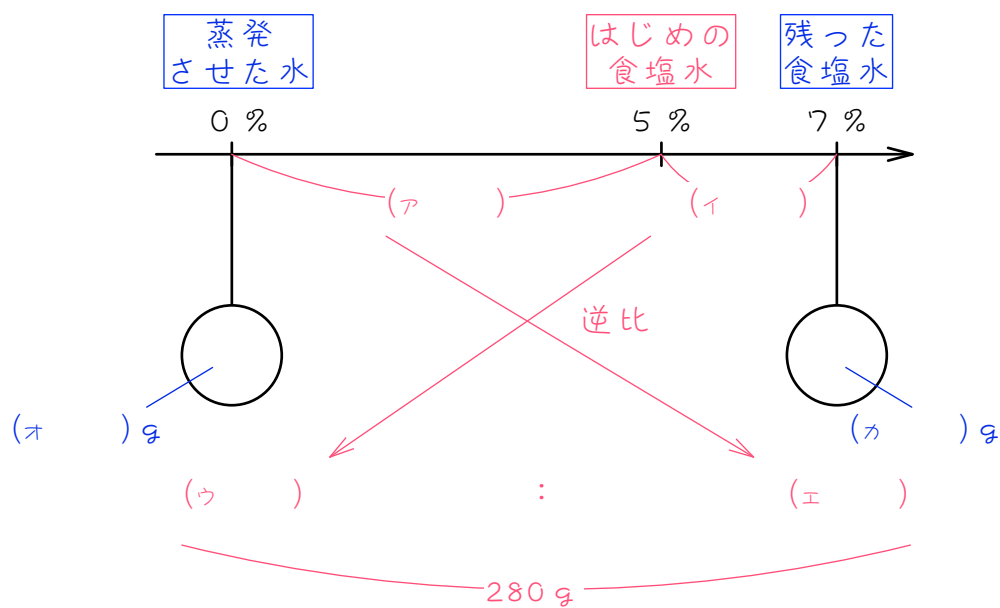 蒸発
させた水
はじめの
食塩水
残った
食塩水
0 %
5 %
7 %
(ア )
(イ )
逆比
(オ ) g
(カ ) g
(ウ )
:
(エ )
280 g